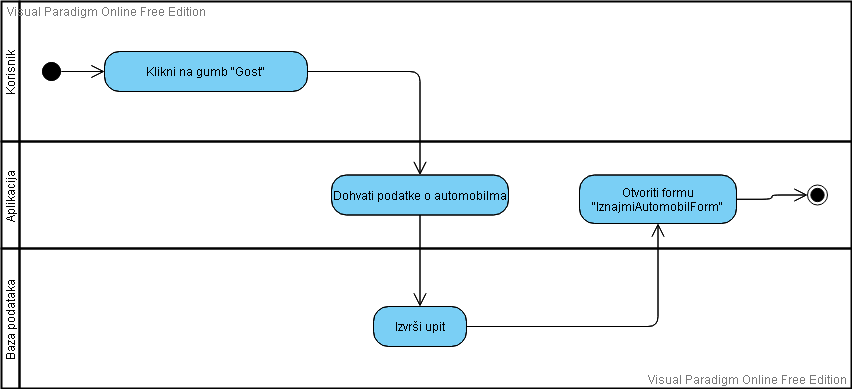 Visual Paradigm Online Free Edition
Korisnik
Klikni na gumb "Gost"
Aplikacija
Dohvati podatke o automobilma
Otvoriti formu
"IznajmiAutomobilForm"
Baza podataka
Izvrši upit
Visual Paradigm Online Free Edition